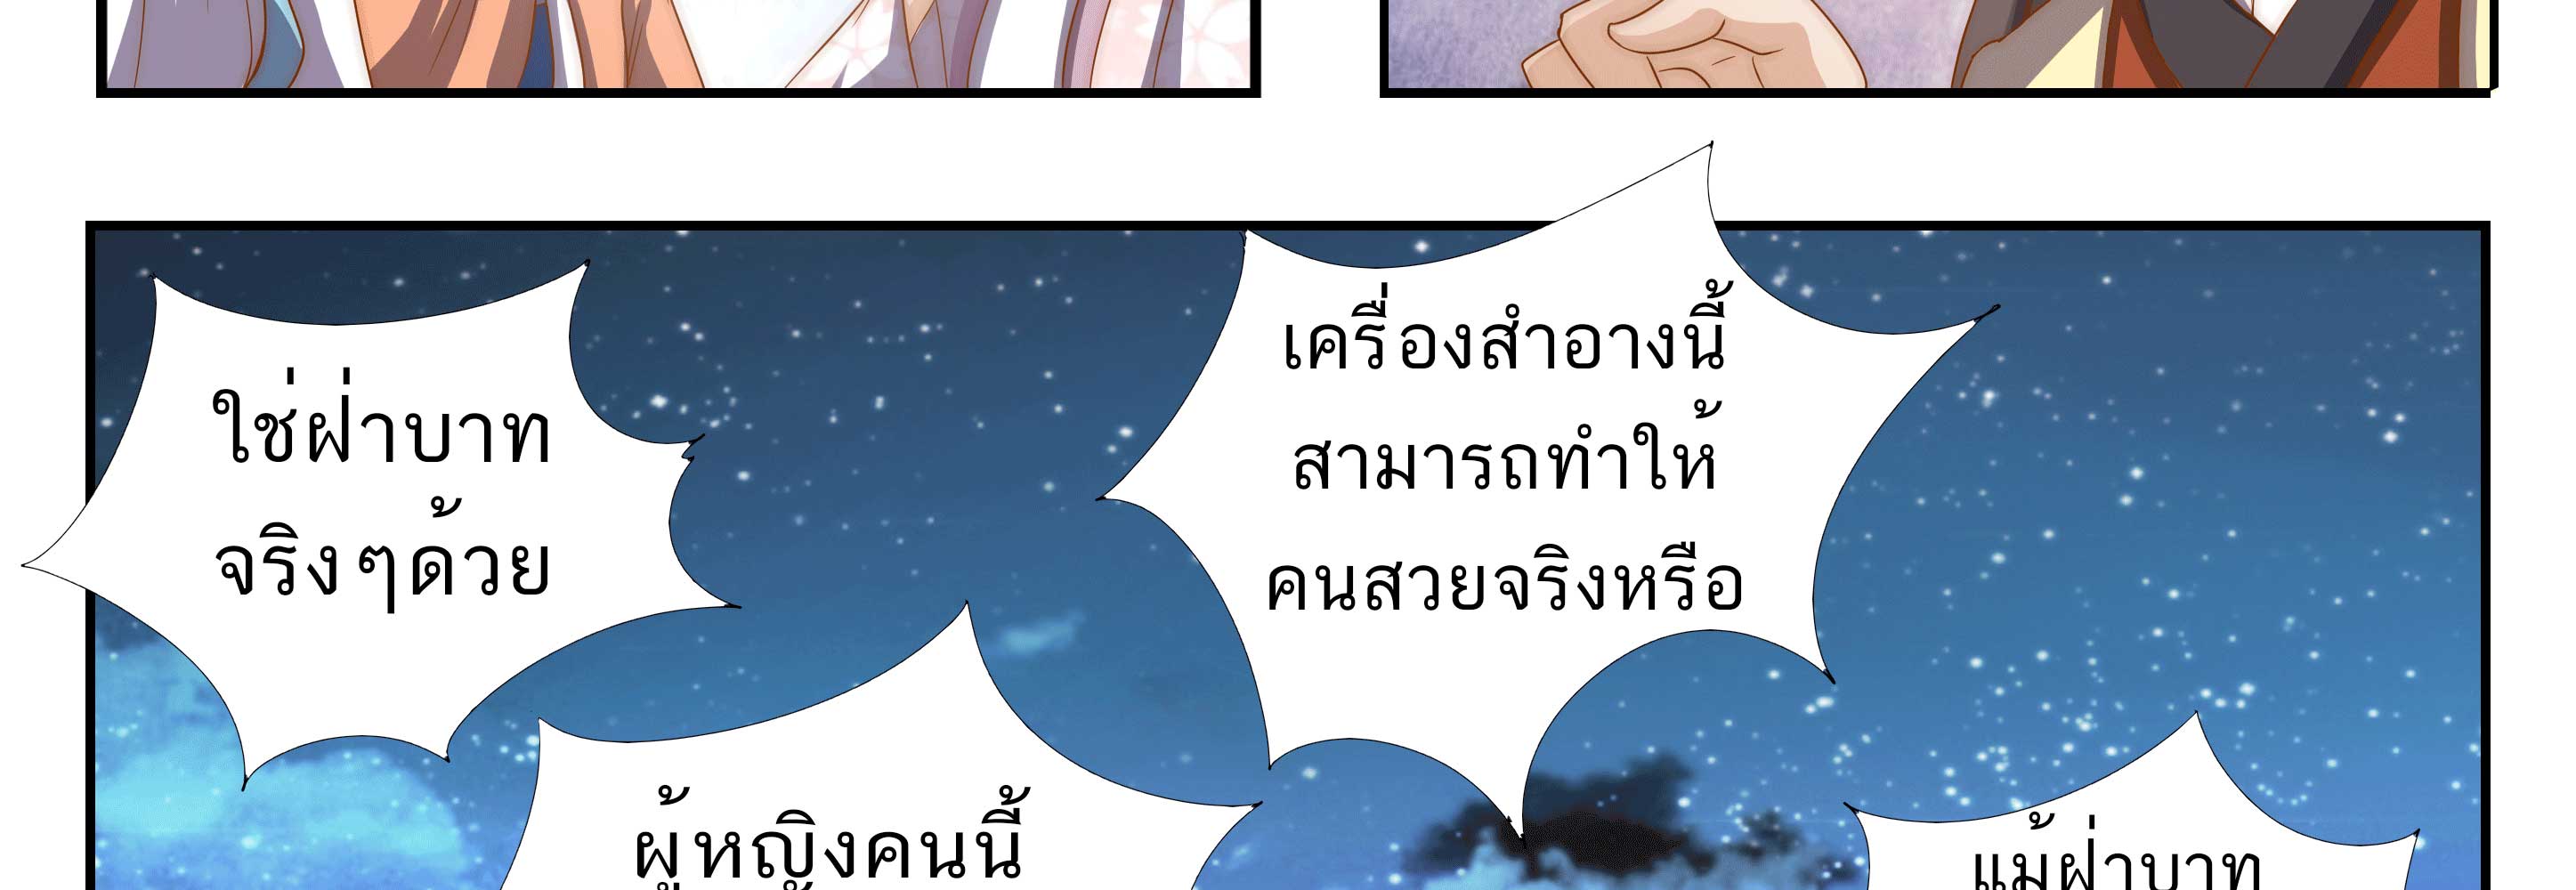 ใช่ฝ่าบาท
จริงๆด้วย
เครื่องสำอางนี้
สามารถทำให้
คนสวยจริงหรือ
ผู้หญิงคนนี้
แม้ฝ่าบาท